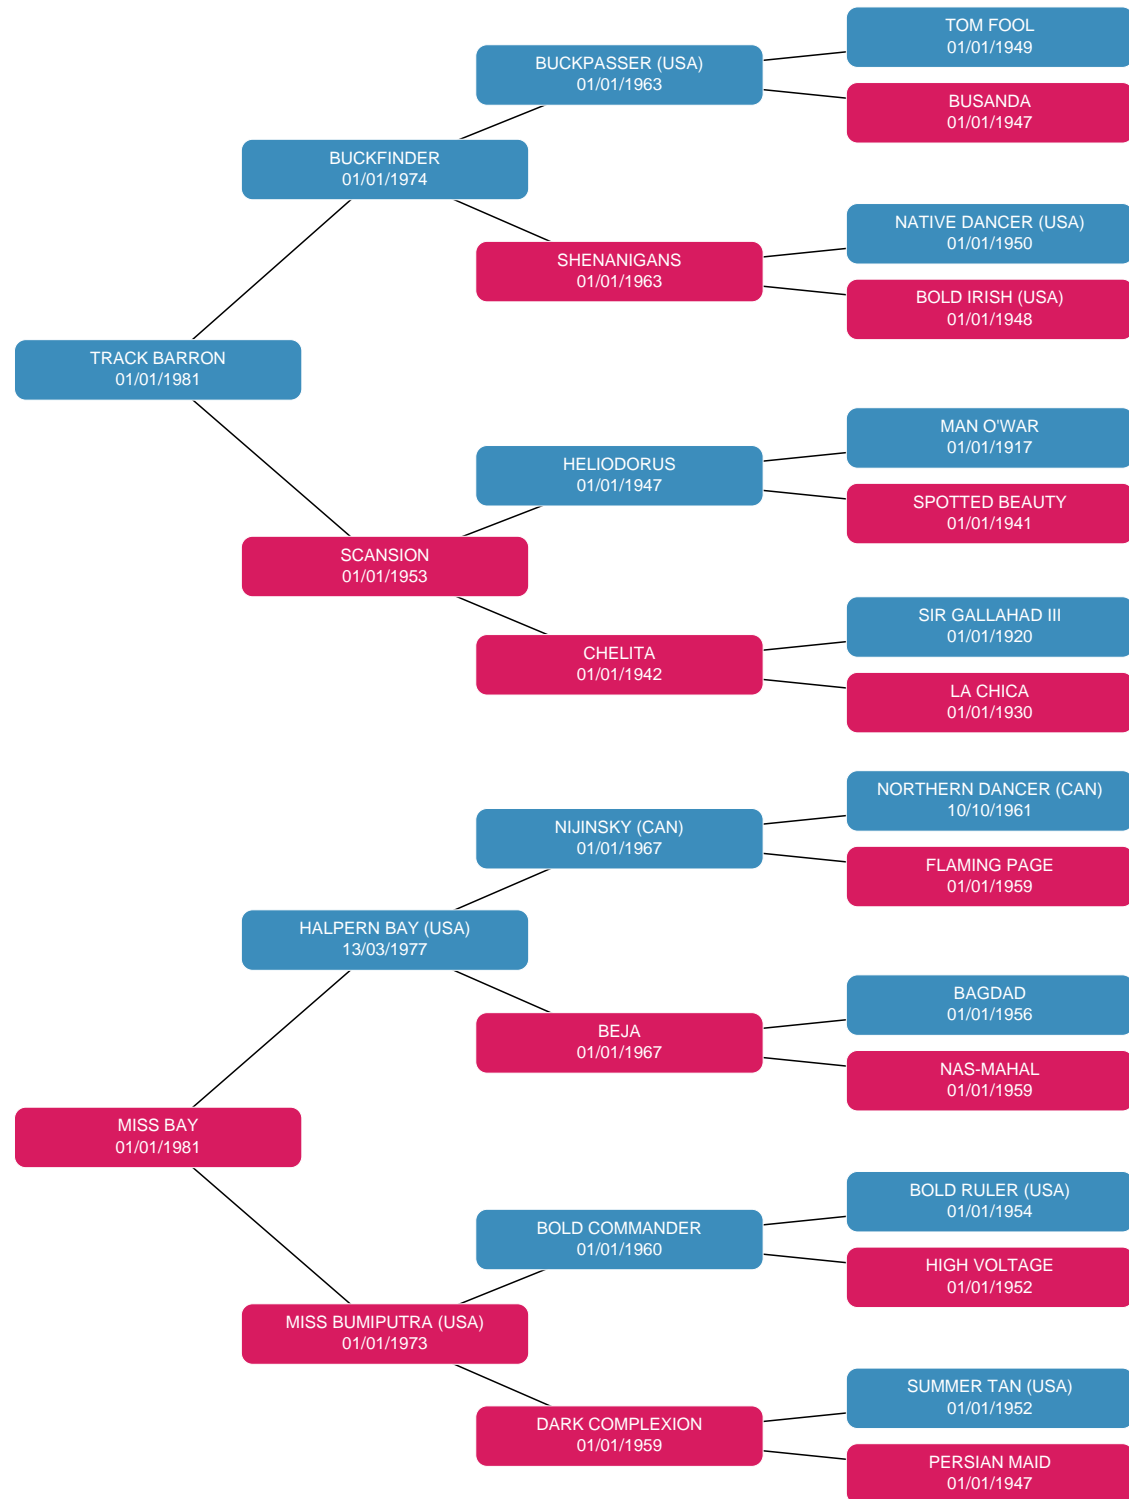 TOM FOOL
01/01/1949
BUCKPASSER (USA)
01/01/1963
BUSANDA
01/01/1947
BUCKFINDER
01/01/1974
NATIVE DANCER (USA)
01/01/1950
SHENANIGANS
01/01/1963
BOLD IRISH (USA)
01/01/1948
TRACK BARRON
01/01/1981
MAN O'WAR
01/01/1917
HELIODORUS
01/01/1947
SPOTTED BEAUTY
01/01/1941
SCANSION
01/01/1953
SIR GALLAHAD III
01/01/1920
CHELITA
01/01/1942
LA CHICA
01/01/1930
NORTHERN DANCER (CAN)
10/10/1961
NIJINSKY (CAN)
01/01/1967
FLAMING PAGE
01/01/1959
HALPERN BAY (USA)
13/03/1977
BAGDAD
01/01/1956
BEJA
01/01/1967
NAS-MAHAL
01/01/1959
MISS BAY
01/01/1981
BOLD RULER (USA)
01/01/1954
BOLD COMMANDER
01/01/1960
HIGH VOLTAGE
01/01/1952
MISS BUMIPUTRA (USA)
01/01/1973
SUMMER TAN (USA)
01/01/1952
DARK COMPLEXION
01/01/1959
PERSIAN MAID
01/01/1947